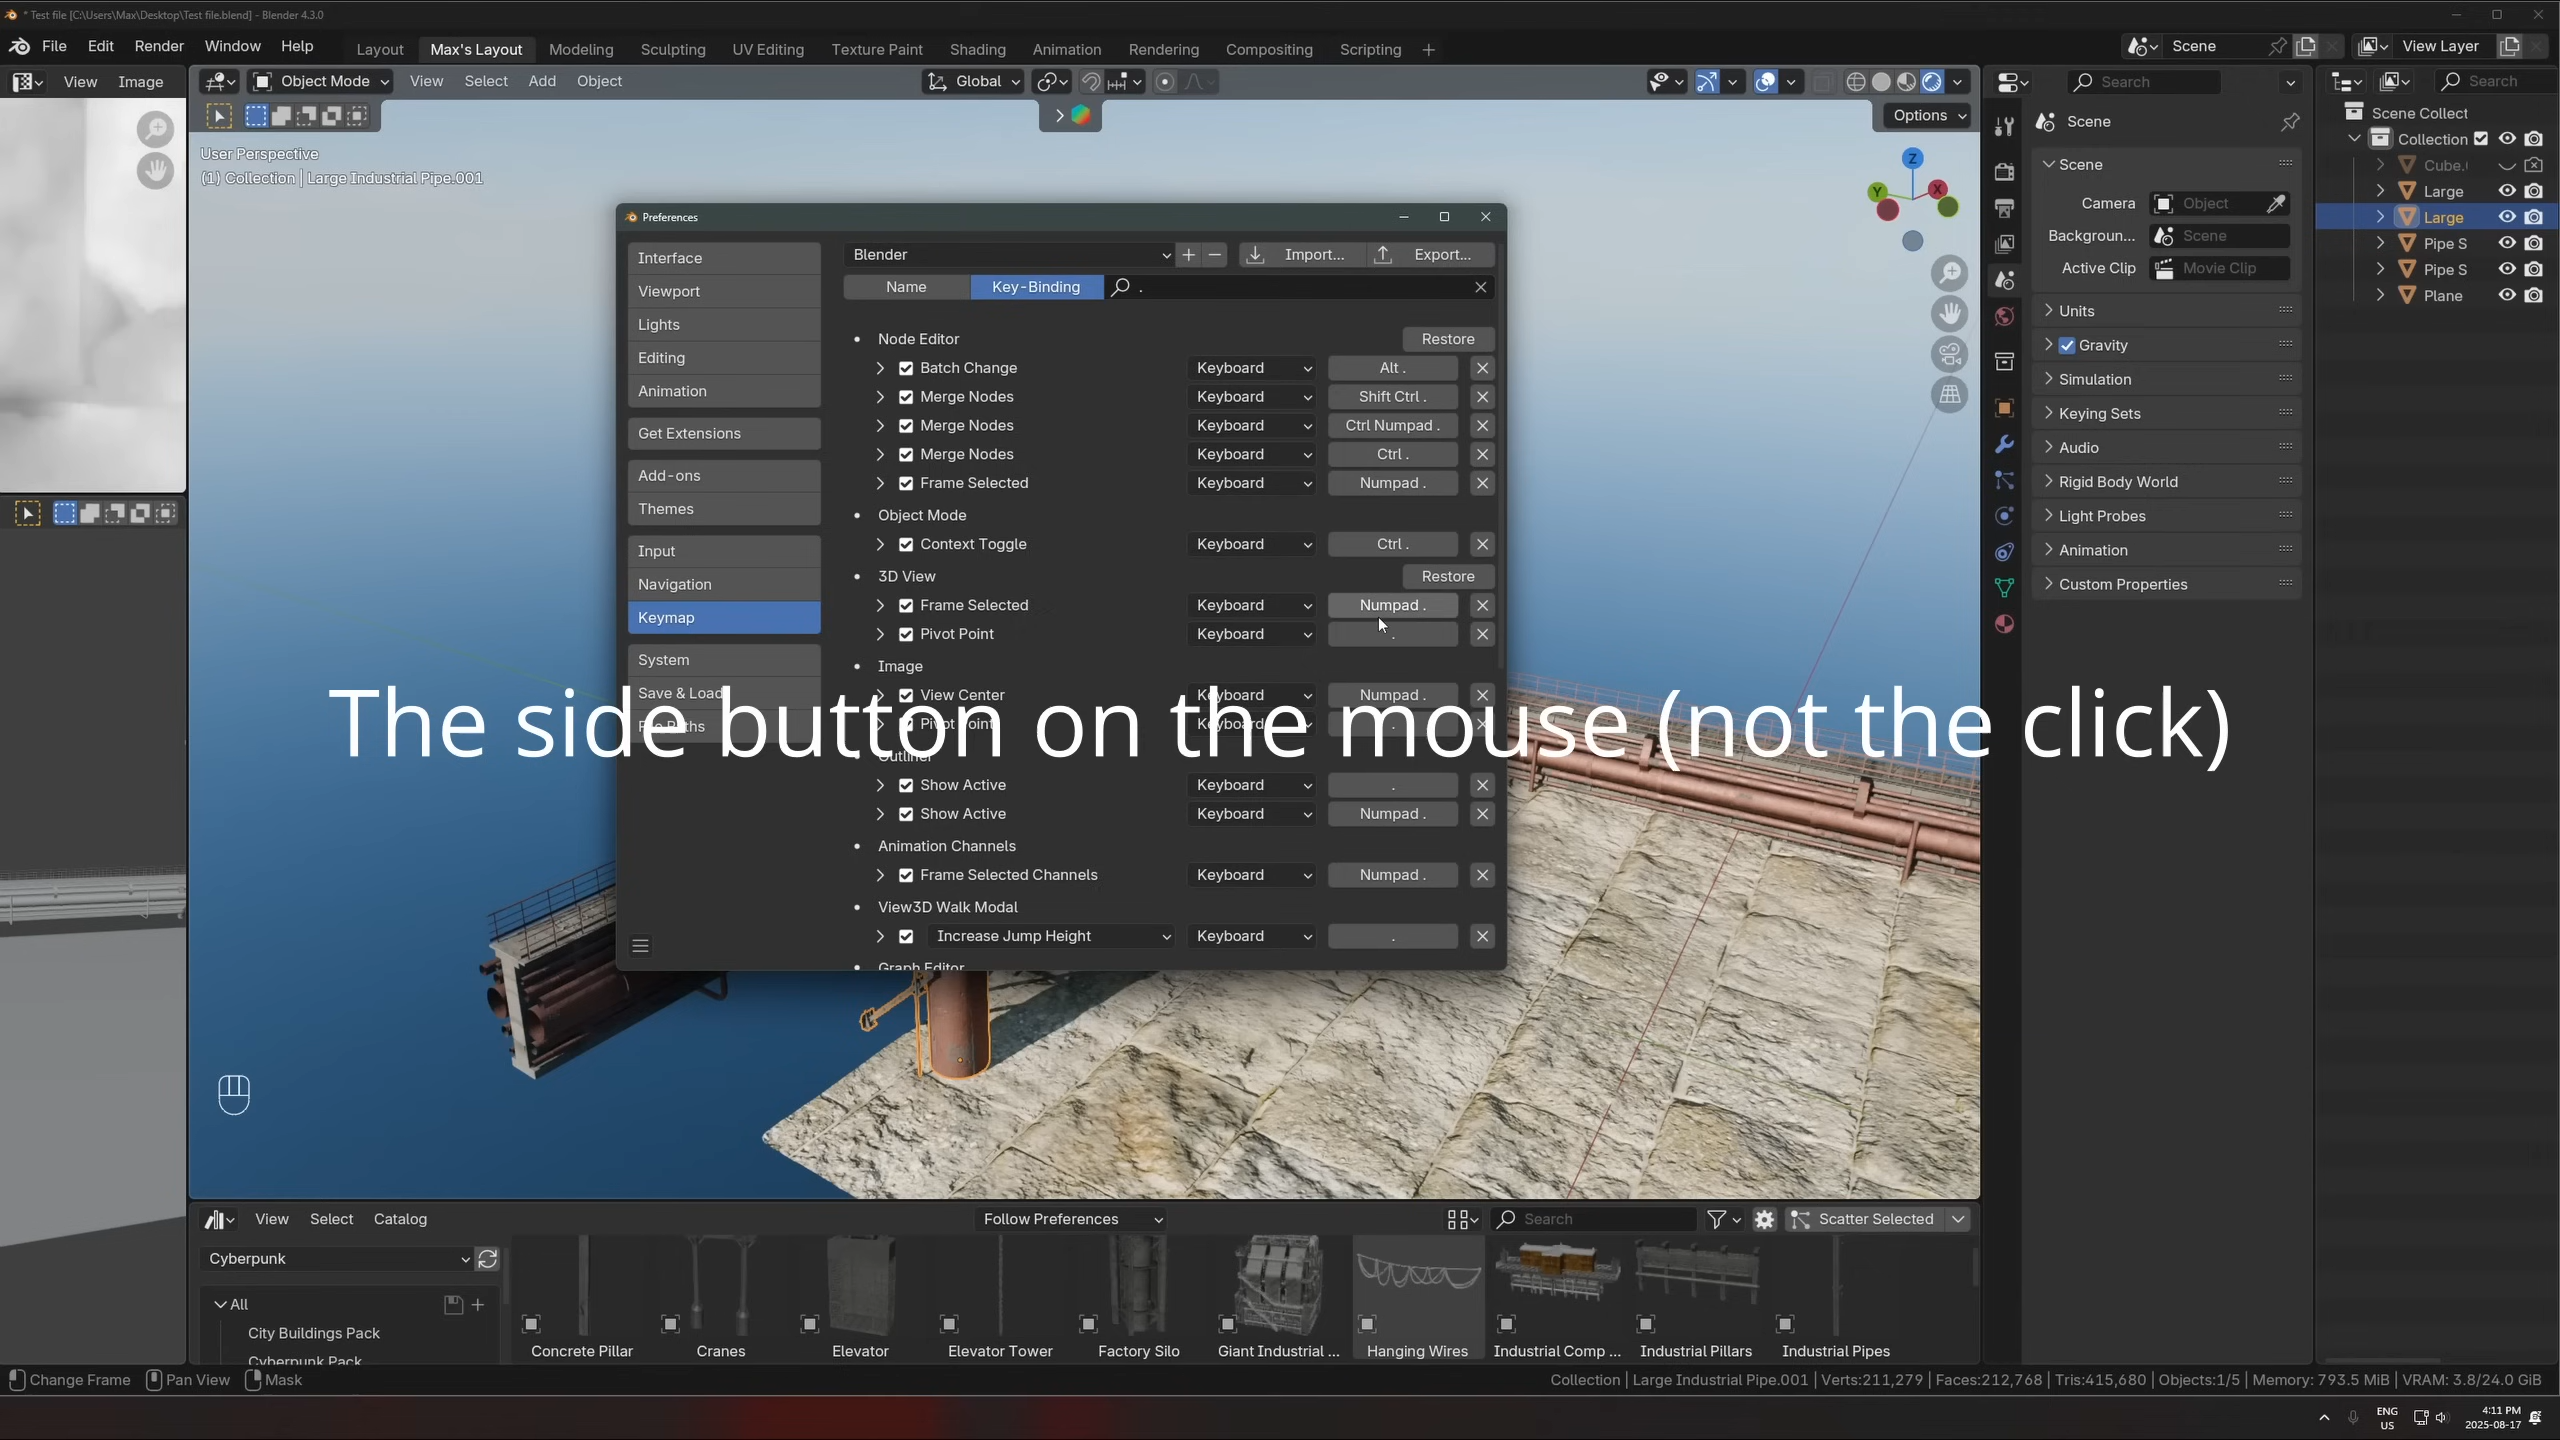 * Test file [C:\Users\Max\Desktop\Test file.blend] - Blender 4.3.0
File Edit Render Window Help Layout Max's Layout Modeling Sculpting UV Editing Texture Paint Shading Animation Rendering Compositing Scripting + Scene View Layer
View Image Object Mode View Select Add Object Global Search Search
Options
User Perspective
(1) Collection | Large Industrial Pipe.001
Z
Y
X
Scene
Scene
Camera Object
Backgroun... Scene
Active Clip Movie Clip
Units
Gravity
Simulation
Keying Sets
Audio
Rigid Body World
Light Probes
Animation
Custom Properties
Scene Collect
Collection
Cube.
Large
Large
Pipe S
Pipe S
Plane
Preferences
Interface
Viewport
Lights
Editing
Animation
Get Extensions
Add-ons
Themes
Input
Navigation
Keymap
System
Save & Load
Blender Import... Export...
Name Key-Binding .
Node Editor Restore
Batch Change Keyboard Alt .
Merge Nodes Keyboard Shift Ctrl .
Merge Nodes Keyboard Ctrl Numpad .
Merge Nodes Keyboard Ctrl .
Frame Selected Keyboard Numpad .
Object Mode
Context Toggle Keyboard Ctrl .
3D View Restore
Frame Selected Keyboard Numpad .
Pivot Point Keyboard .
Image
View Center Keyboard Numpad .
Pivot Point Keyboard .
The side button on the mouse (not the click)
Outliner
Show Active Keyboard .
Show Active Keyboard Numpad .
Animation Channels
Frame Selected Channels Keyboard Numpad .
View3D Walk Modal
Increase Jump Height Keyboard .
Graph Editor
View Select Catalog Follow Preferences Search Scatter Selected
Cyberpunk
All
City Buildings Pack
Cyberpunk Pack
Concrete Pillar Cranes Elevator Elevator Tower Factory Silo Giant Industrial ... Hanging Wires Industrial Comp ... Industrial Pillars Industrial Pipes
Change Frame Pan View Mask Collection | Large Industrial Pipe.001 | Verts:211,279 | Faces:212,768 | Tris:415,680 | Objects:1/5 | Memory: 793.5 MiB | VRAM: 3.8/24.0 GiB
ENG
US
4:11 PM
2025-08-17